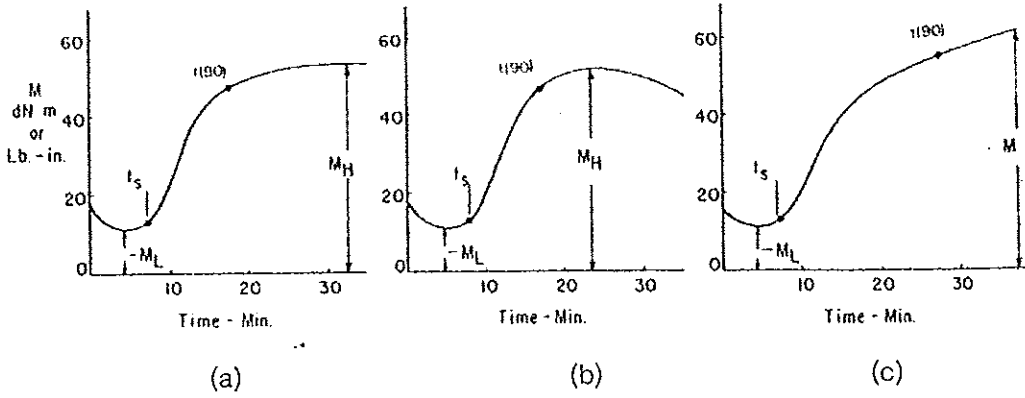 60
M
dN m
or
Lb. - in.
40
20
0
t(90)
t_s
-M_L
M_H
10
20
30
Time - Min.
(a)
60
40
20
0
t(90)
t_s
-M_L
M_H
10
20
30
Time - Min.
(b)
60
40
20
0
t(90)
t_s
-M_L
M
10
20
30
Time - Min.
(c)